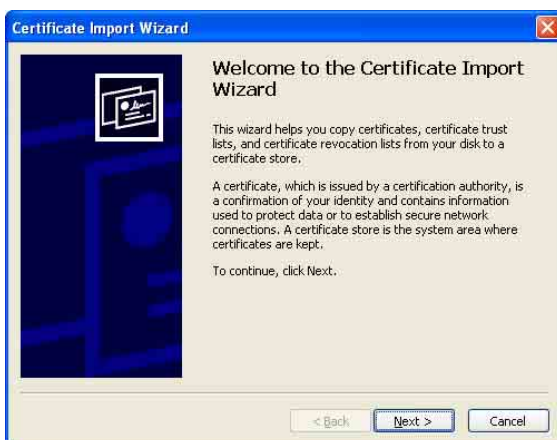 Certificate Import Wizard
Welcome to the Certificate Import
Wizard
This wizard helps you copy certificates, certificate trust
lists, and certificate revocation lists from your disk to a
certificate store.
A certificate, which is issued by a certification authority, is
a confirmation of your identity and contains information
used to protect data or to establish secure network
connections. A certificate store is the system area where
certificates are kept.
To continue, click Next.
< Back Next > Cancel